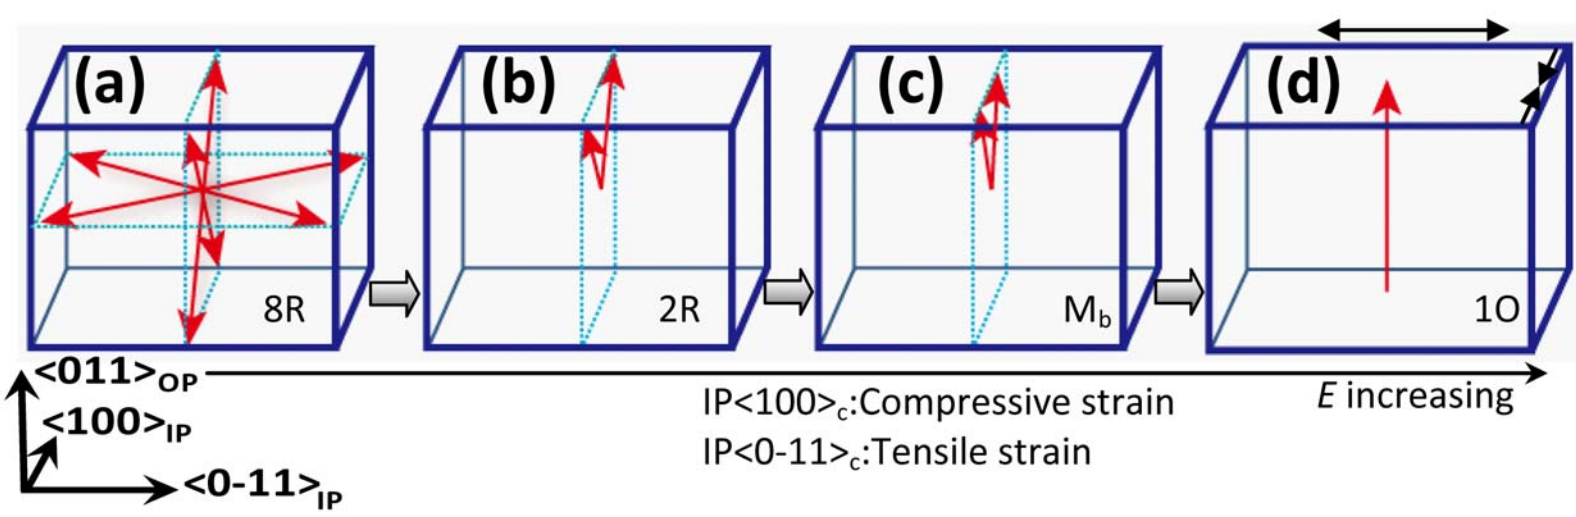 (a)
8R
(b)
2R
(c)
Mb
(d)
1O
<011>OP
<100>IP
<0-11>IP
E increasing
IP<100>c:Compressive strain
IP<0-11>c:Tensile strain